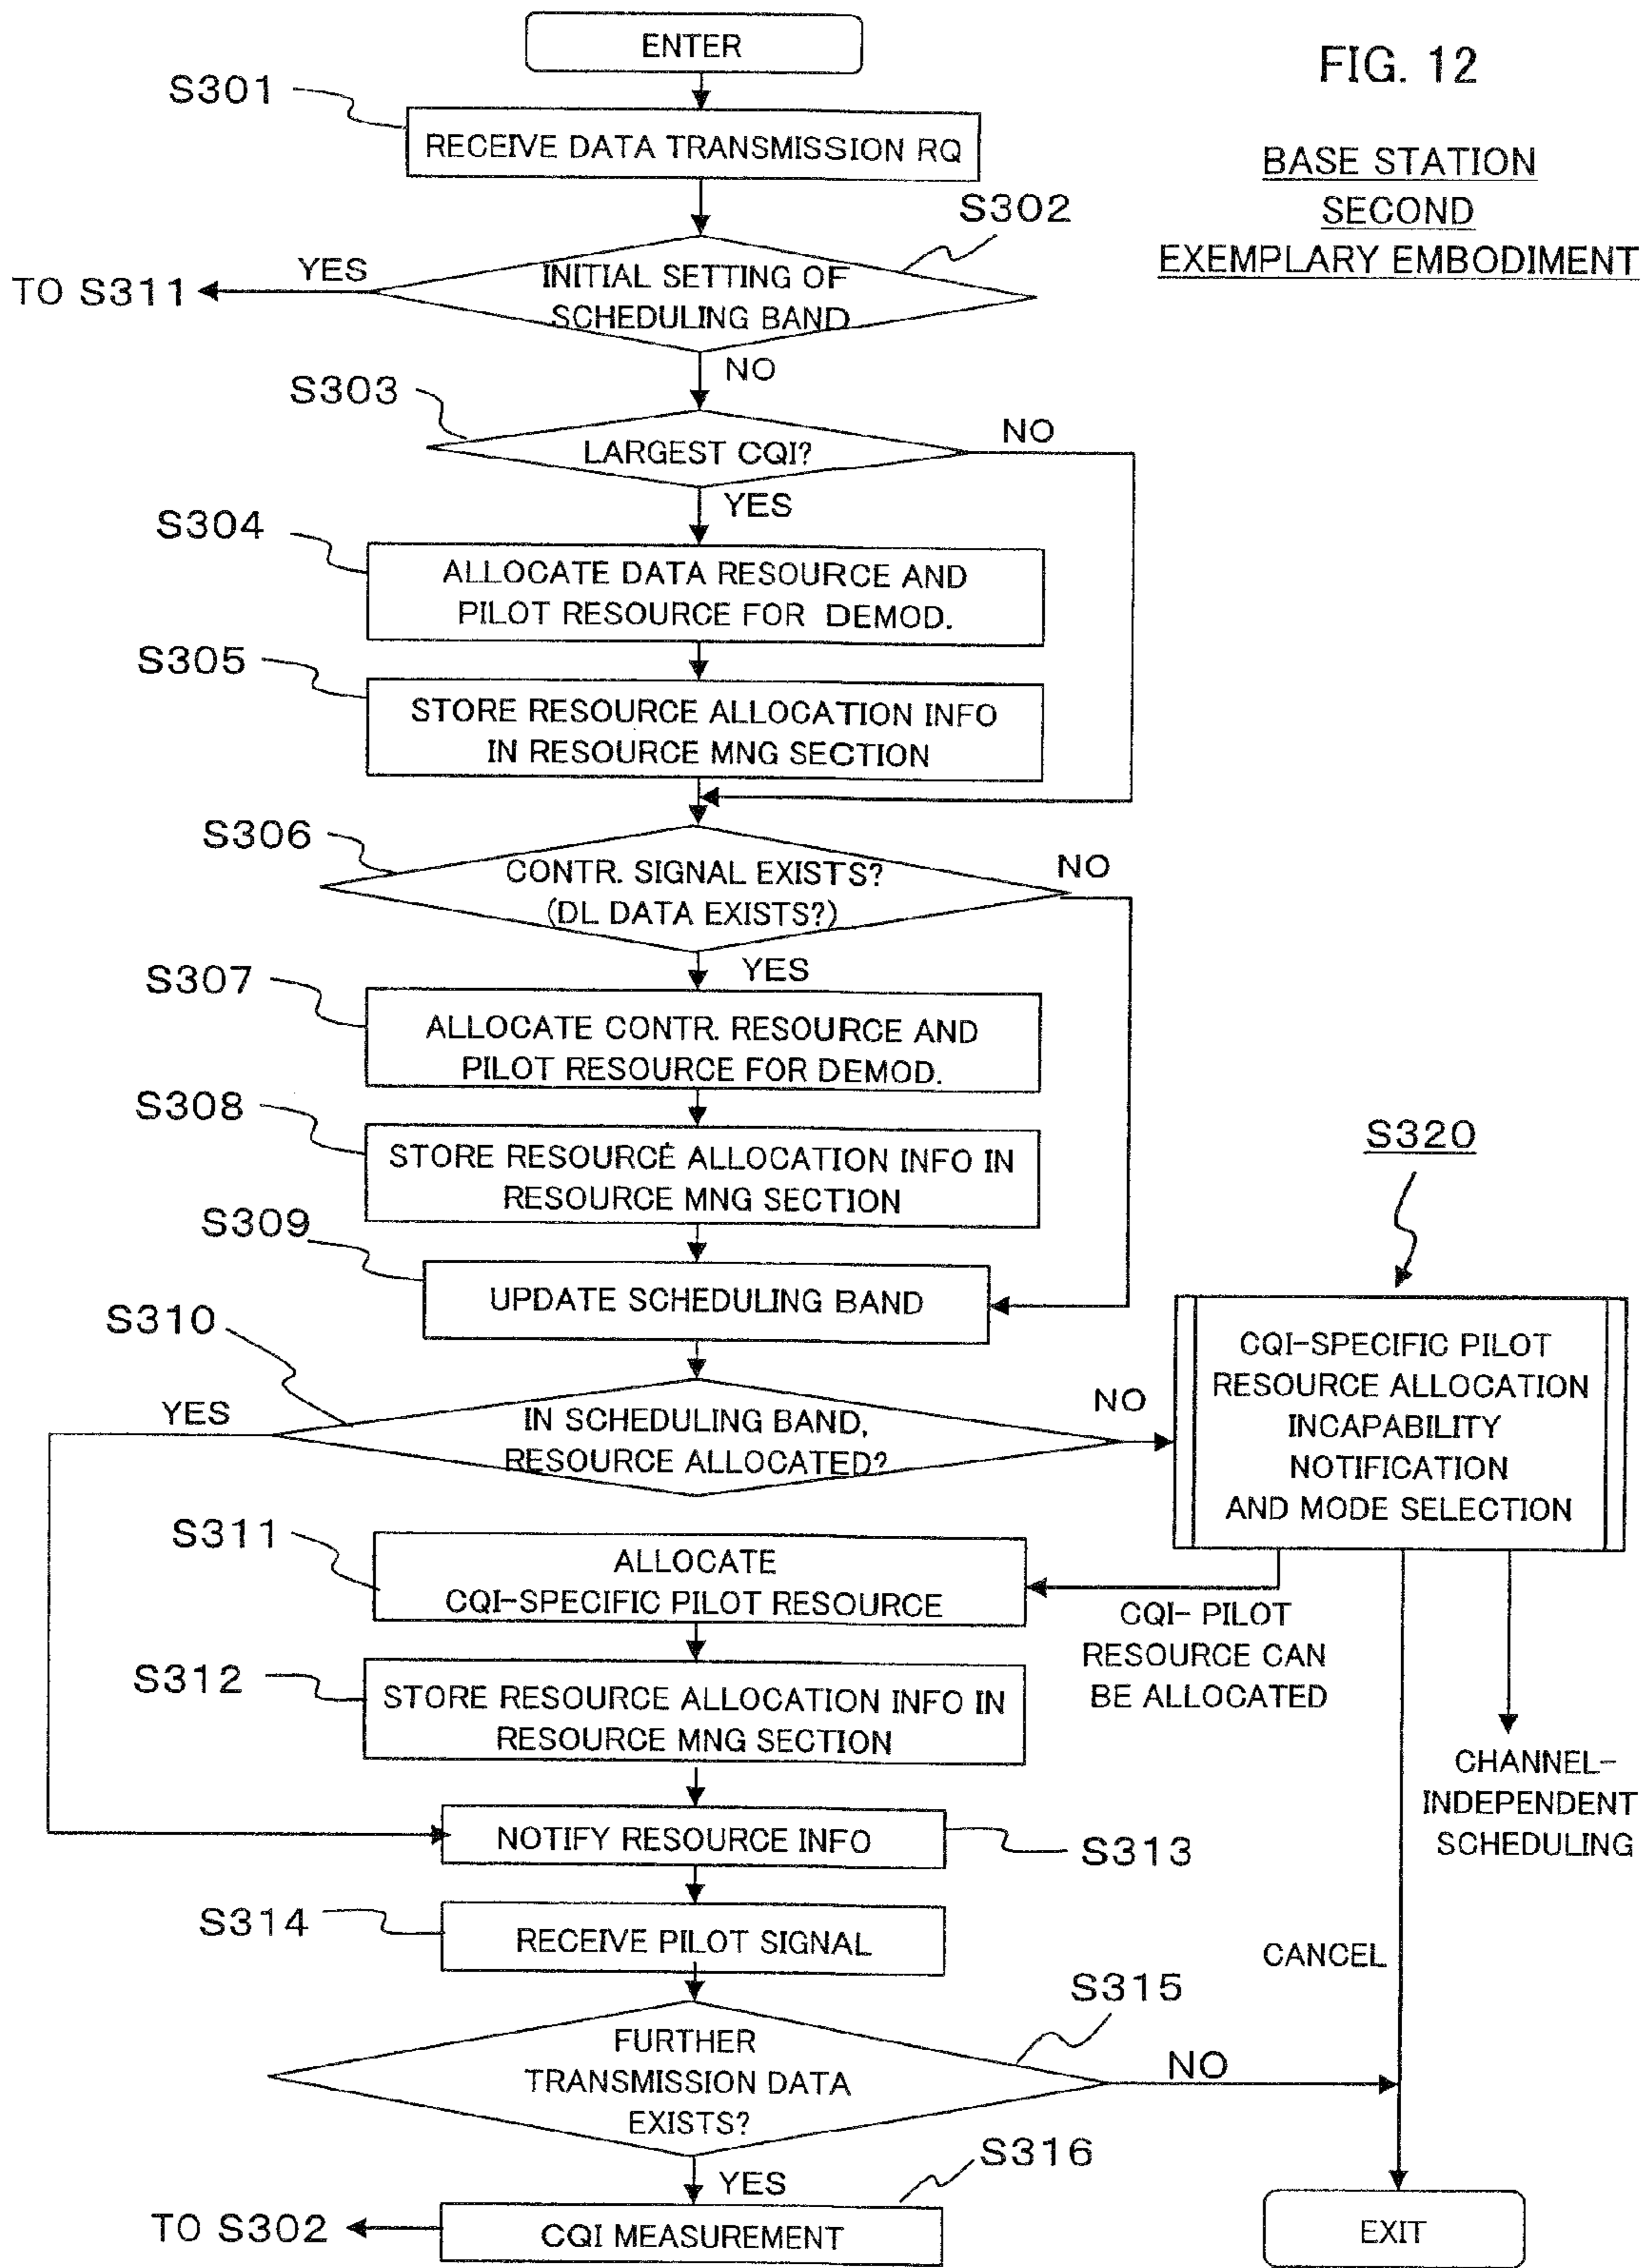 ENTER
FIG. 12
BASE STATION
SECOND
EXEMPLARY EMBODIMENT
S301
RECEIVE DATA TRANSMISSION RQ
S302
INITIAL SETTING OF
SCHEDULING BAND
YES
TO S311
NO
S303
LARGEST CQI?
NO
YES
S304
ALLOCATE DATA RESOURCE AND
PILOT RESOURCE FOR DEMOD.
S305
STORE RESOURCE ALLOCATION INFO
IN RESOURCE MNG SECTION
S306
CONTR. SIGNAL EXISTS?
(DL DATA EXISTS?)
NO
YES
S307
ALLOCATE CONTR. RESOURCE AND
PILOT RESOURCE FOR DEMOD.
S308
STORE RESOURCE ALLOCATION INFO IN
RESOURCE MNG SECTION
S309
UPDATE SCHEDULING BAND
S310
IN SCHEDULING BAND,
RESOURCE ALLOCATED?
YES
NO
S320
CQI-SPECIFIC PILOT
RESOURCE ALLOCATION
INCAPABILITY
NOTIFICATION
AND MODE SELECTION
S311
ALLOCATE
CQI-SPECIFIC PILOT RESOURCE
CQI- PILOT
RESOURCE CAN
BE ALLOCATED
S312
STORE RESOURCE ALLOCATION INFO IN
RESOURCE MNG SECTION
CHANNEL-
INDEPENDENT
SCHEDULING
NOTIFY RESOURCE INFO
S313
S314
RECEIVE PILOT SIGNAL
CANCEL
S315
FURTHER
TRANSMISSION DATA
EXISTS?
NO
YES
S316
CQI MEASUREMENT
TO S302
EXIT